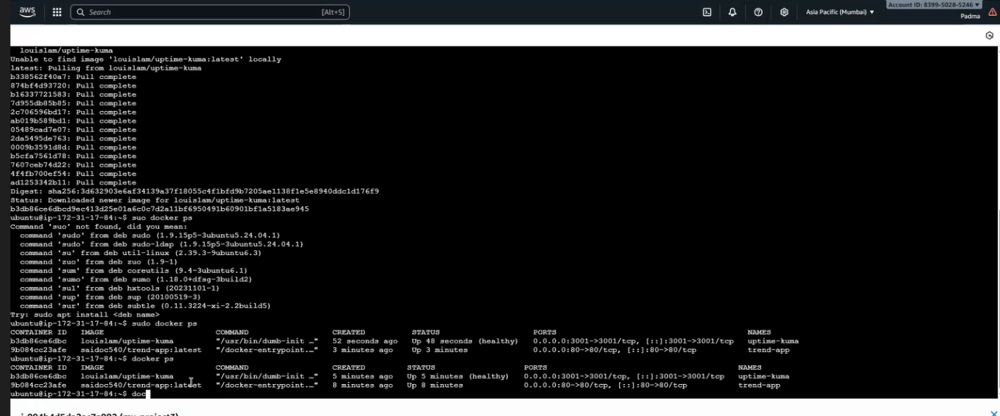 aws
Search [Alt+S]
Asia Pacific (Mumbai) ▼
Account ID: 8399-5028-5246 ▼
Padma
louislam/uptime-kuma
Unable to find image 'louislam/uptime-kuma:latest' locally
latest: Pulling from louislam/uptime-kuma
b338562f40a7: Pull complete
874bf4d93720: Pull complete
b16337721583: Pull complete
7d955db85b85: Pull complete
2c706596bd17: Pull complete
ab019b589bd1: Pull complete
05489cad7e07: Pull complete
2da5495de763: Pull complete
0009b3591d8d: Pull complete
b5cfa7561d78: Pull complete
7607ceb74d22: Pull complete
4f4fb700ef54: Pull complete
ad1253342b11: Pull complete
Digest: sha256:3d632903e6af34139a37f18055c4f1bfd9b7205ae1138f1e5e8940ddc1d176f9
Status: Downloaded newer image for louislam/uptime-kuma:latest
b3db86ce6dbcd9ec413d25e01a6c0c7d2a11bf6950491b60901bf1a5183ae945
ubuntu@ip-172-31-17-84:~$ suo docker ps
Command 'suo' not found, did you mean:
command 'sudo' from deb sudo (1.9.15p5-3ubuntu5.24.04.1)
command 'sudo' from deb sudo-ldap (1.9.15p5-3ubuntu5.24.04.1)
command 'su' from deb util-linux (2.39.3-9ubuntu6.3)
command 'zuo' from deb zuo (1.9-1)
command 'sum' from deb coreutils (9.4-3ubuntu6.1)
command 'sumo' from deb sumo (1.18.0+dfsg-3build2)
command 'su1' from deb hxtools (20231101-1)
command 'sup' from deb sup (20100519-3)
command 'sur' from deb subtle (0.11.3224-xi-2.2build5)
Try: sudo apt install <deb name>
ubuntu@ip-172-31-17-84:~$ sudo docker ps
CONTAINER ID IMAGE COMMAND CREATED STATUS PORTS NAMES
b3db86ce6dbc louislam/uptime-kuma "/usr/bin/dumb-init …" 52 seconds ago Up 48 seconds (healthy) 0.0.0.0:3001->3001/tcp, [::]:3001->3001/tcp uptime-kuma
9b084cc23afe saidoc540/trend-app:latest "/docker-entrypoint.…" 3 minutes ago Up 3 minutes 0.0.0.0:80->80/tcp, [::]:80->80/tcp trend-app
ubuntu@ip-172-31-17-84:~$ docker ps
CONTAINER ID IMAGE COMMAND CREATED STATUS PORTS NAMES
b3db86ce6dbc louislam/uptime-kuma "/usr/bin/dumb-init …" 5 minutes ago Up 5 minutes (healthy) 0.0.0.0:3001->3001/tcp, [::]:3001->3001/tcp uptime-kuma
9b084cc23afe saidoc540/trend-app:latest "/docker-entrypoint.…" 8 minutes ago Up 8 minutes 0.0.0.0:80->80/tcp, [::]:80->80/tcp trend-app
ubuntu@ip-172-31-17-84:~$ doc